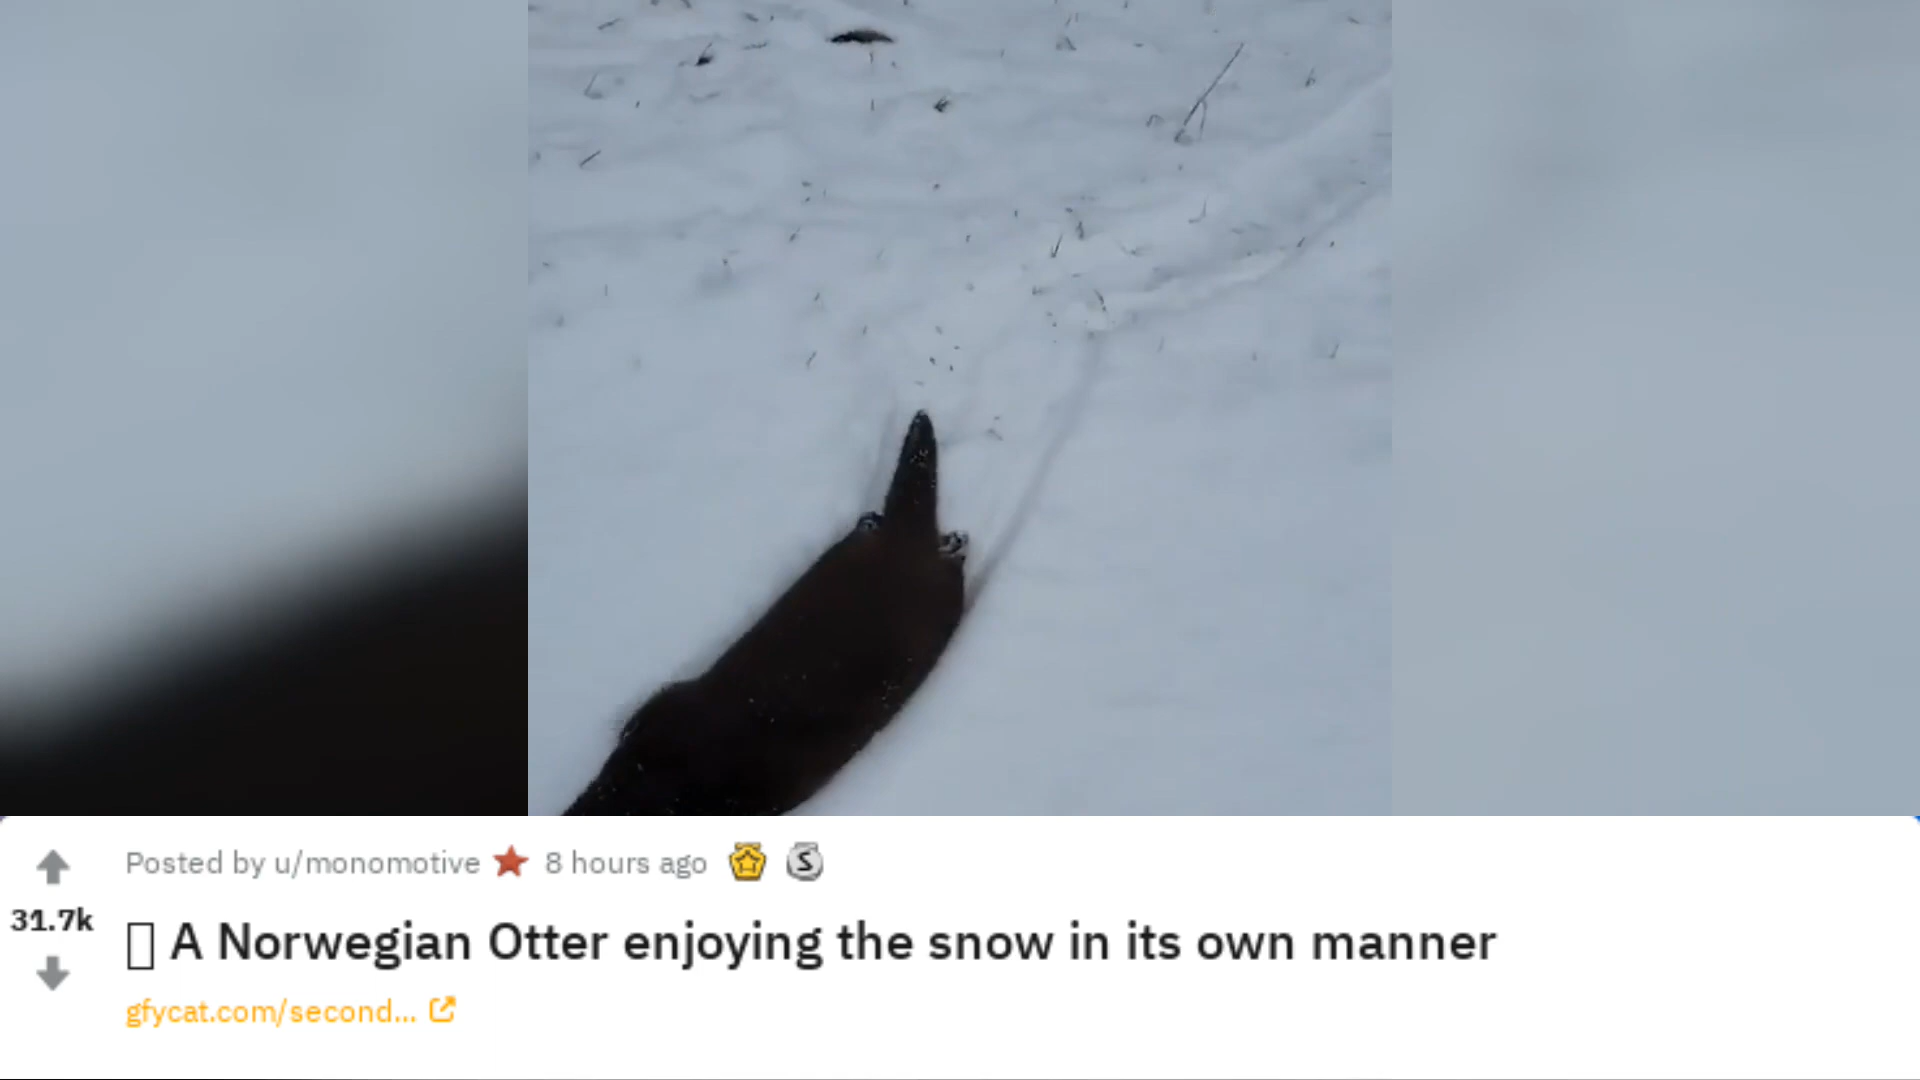 Posted by u/monomotive 8 hours ago
31.7k
A Norwegian Otter enjoying the snow in its own manner
gfycat.com/second...